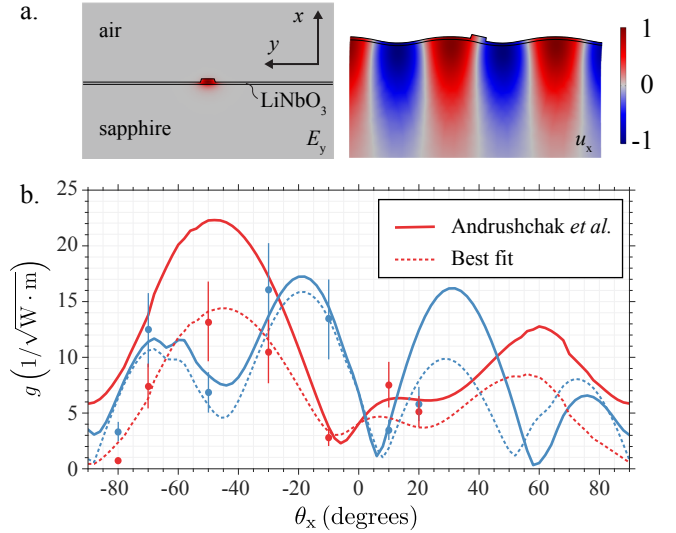 a.
air
x
y
LiNbO3
sapphire
Ey
ux
1
0
-1
b.
25
20
15
10
5
0
g (1/√W · m)
Andrushchak et al.
Best fit
-80 -60 -40 -20 0 20 40 60 80
θx (degrees)